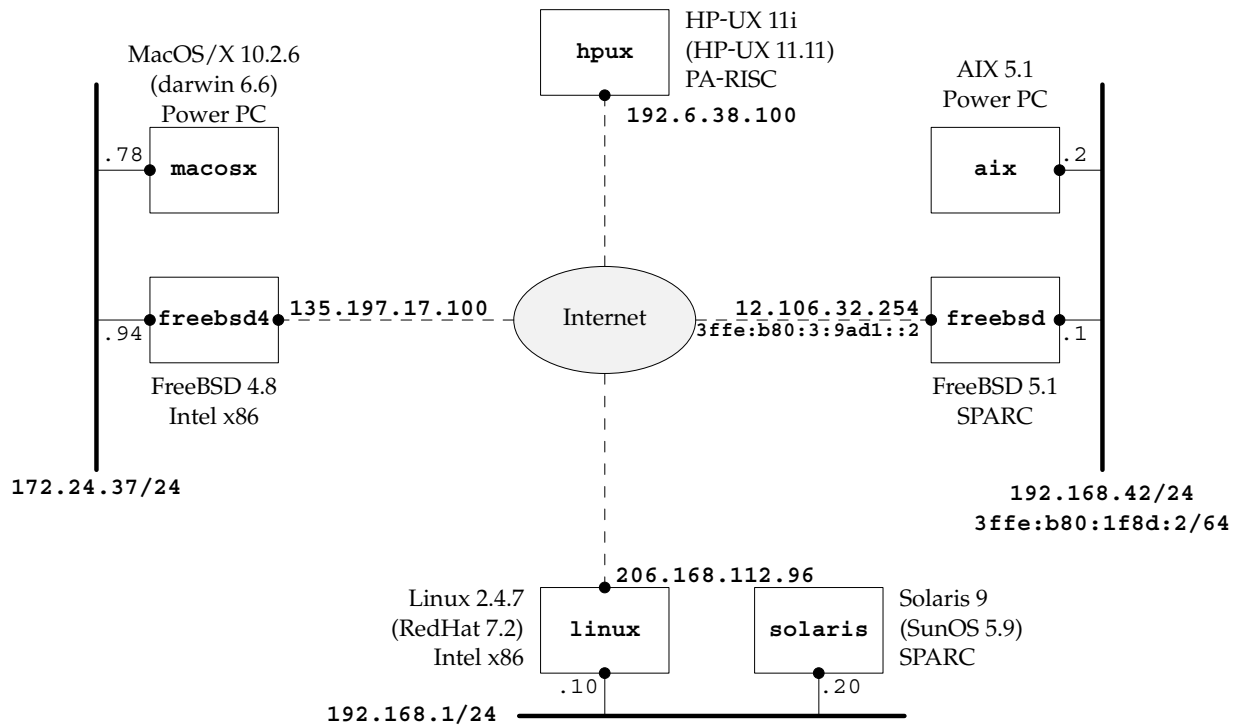 HP-UX 11i
(HP-UX 11.11)
PA-RISC
hpux
192.6.38.100
MacOS/X 10.2.6
(darwin 6.6)
Power PC
.78
macosx
AIX 5.1
Power PC
aix
.2
freebsd4
135.197.17.100
.94
FreeBSD 4.8
Intel x86
172.24.37/24
Internet
12.106.32.254
3ffe:b80:3:9ad1::2
freebsd
.1
FreeBSD 5.1
SPARC
192.168.42/24
3ffe:b80:1f8d:2/64
206.168.112.96
Linux 2.4.7
(RedHat 7.2)
Intel x86
linux
.10
solaris
Solaris 9
(SunOS 5.9)
SPARC
.20
192.168.1/24